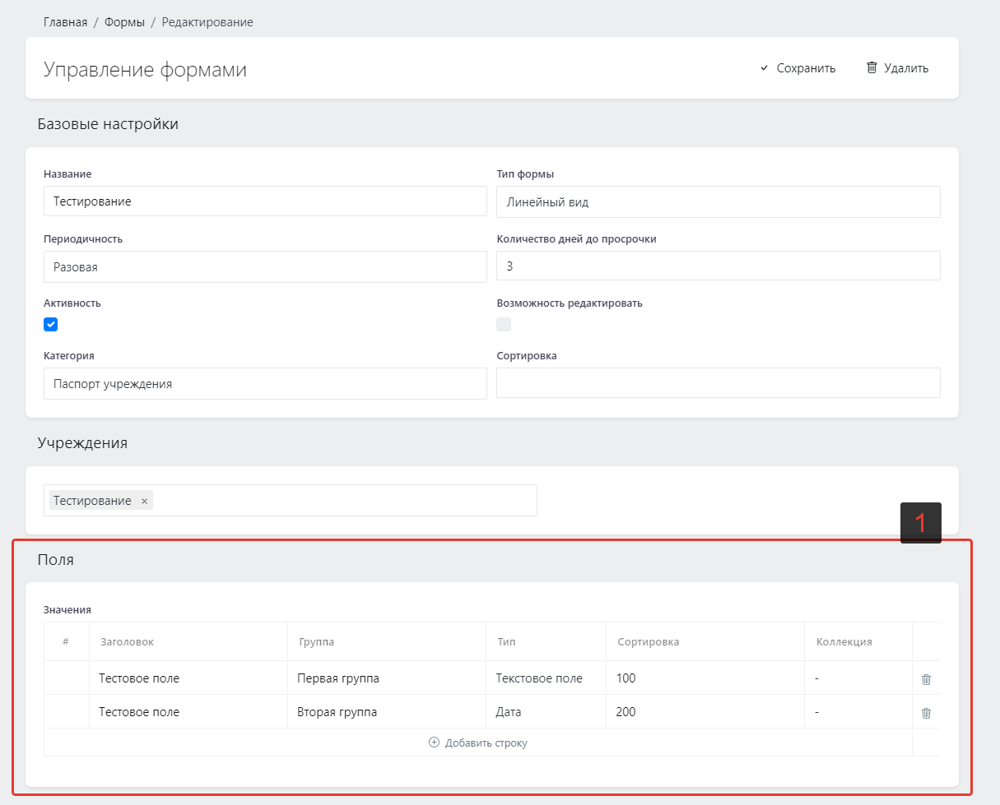 Главная / Формы / Редактирование
Управление формами
Сохранить Удалить
Базовые настройки
Название Тип формы
Тестирование Линейный вид
Периодичность Количество дней до просрочки
Разовая 3
Активность Возможность редактировать
Категория Сортировка
Паспорт учреждения
Учреждения
Тестирование ×
1
Поля
Значения
# Заголовок Группа Тип Сортировка Коллекция
Тестовое поле Первая группа Текстовое поле 100 -
Тестовое поле Вторая группа Дата 200 -
Добавить строку